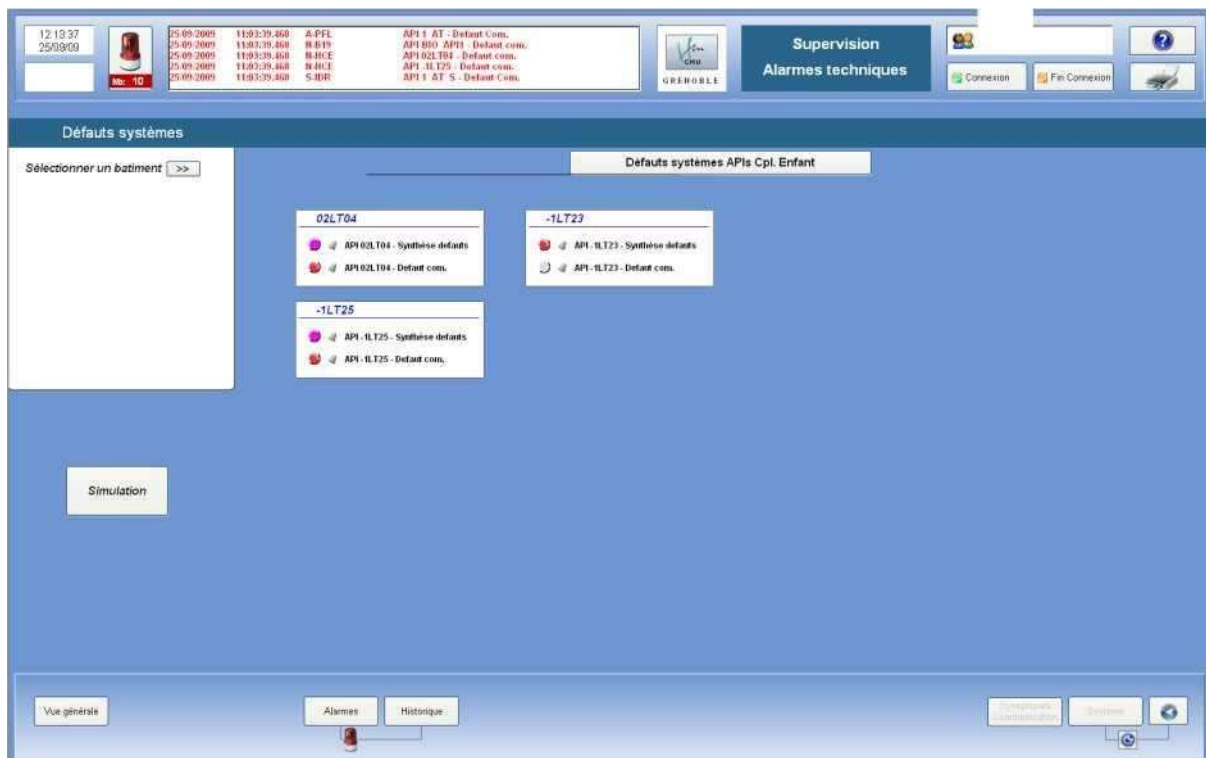 12:13:37
25/09/09
Nb: 10
25-09-2009 11:03:39.468 A-PFL API 1 AT - Defaut Com.
25-09-2009 11:03:39.468 N-B19 API BIO API1 - Defaut com.
25-09-2009 11:03:39.468 N-HCE API 02LT04 - Defaut com.
25-09-2009 11:03:39.468 N-HCE API -1LT25 - Defaut com.
25-09-2009 11:03:39.468 S-IDR API 1 AT S - Defaut Com.
CHU
GRENOBLE
Supervision
Alarmes techniques
Connexion
Fin Connexion
Défauts systèmes
Sélectionner un batiment >>
Défauts systèmes APIs Cpl. Enfant
02LT04
API 02LT04 - Synthèse defauts
API 02LT04 - Defaut com.
-1LT23
API -1LT23 - Synthèse defauts
API -1LT23 - Defaut com.
-1LT25
API -1LT25 - Synthèse defauts
API -1LT25 - Defaut com.
Simulation
Vue générale
Alarmes
Historique